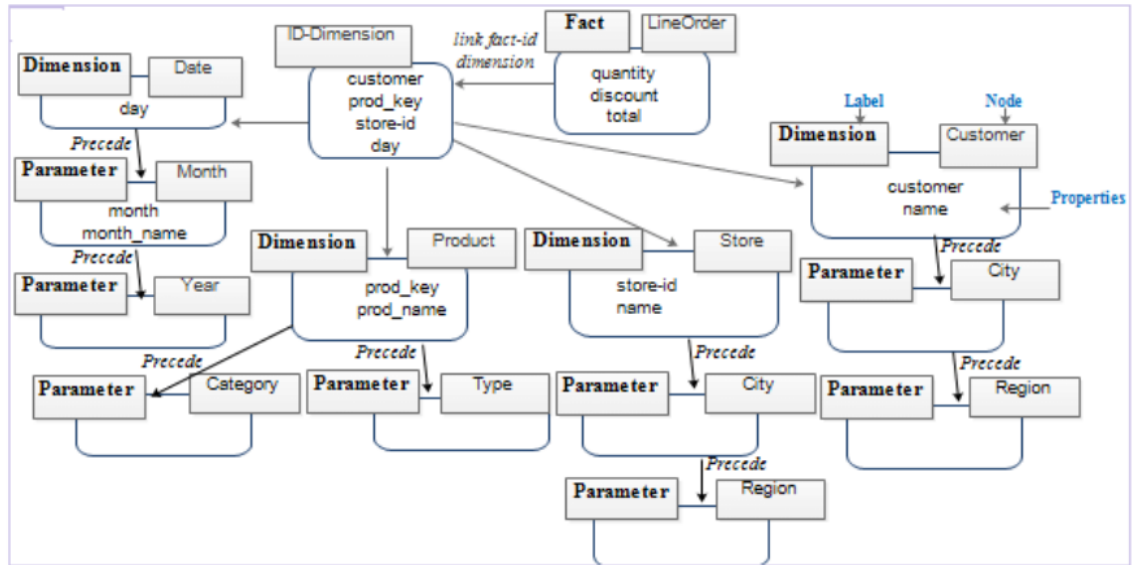 ID-Dimension
customer
prod_key
store-id
day
link fact-id
dimension
Fact
LineOrder
quantity
discount
total
Dimension
Date
day
Precede
Parameter
Month
month
month_name
Precede
Parameter
Year
Dimension
Product
prod_key
prod_name
Precede
Parameter
Category
Precede
Parameter
Type
Dimension
Store
store-id
name
Precede
Parameter
City
Precede
Parameter
Region
Label
Node
Dimension
Customer
customer
name
Properties
Precede
Parameter
City
Precede
Parameter
Region